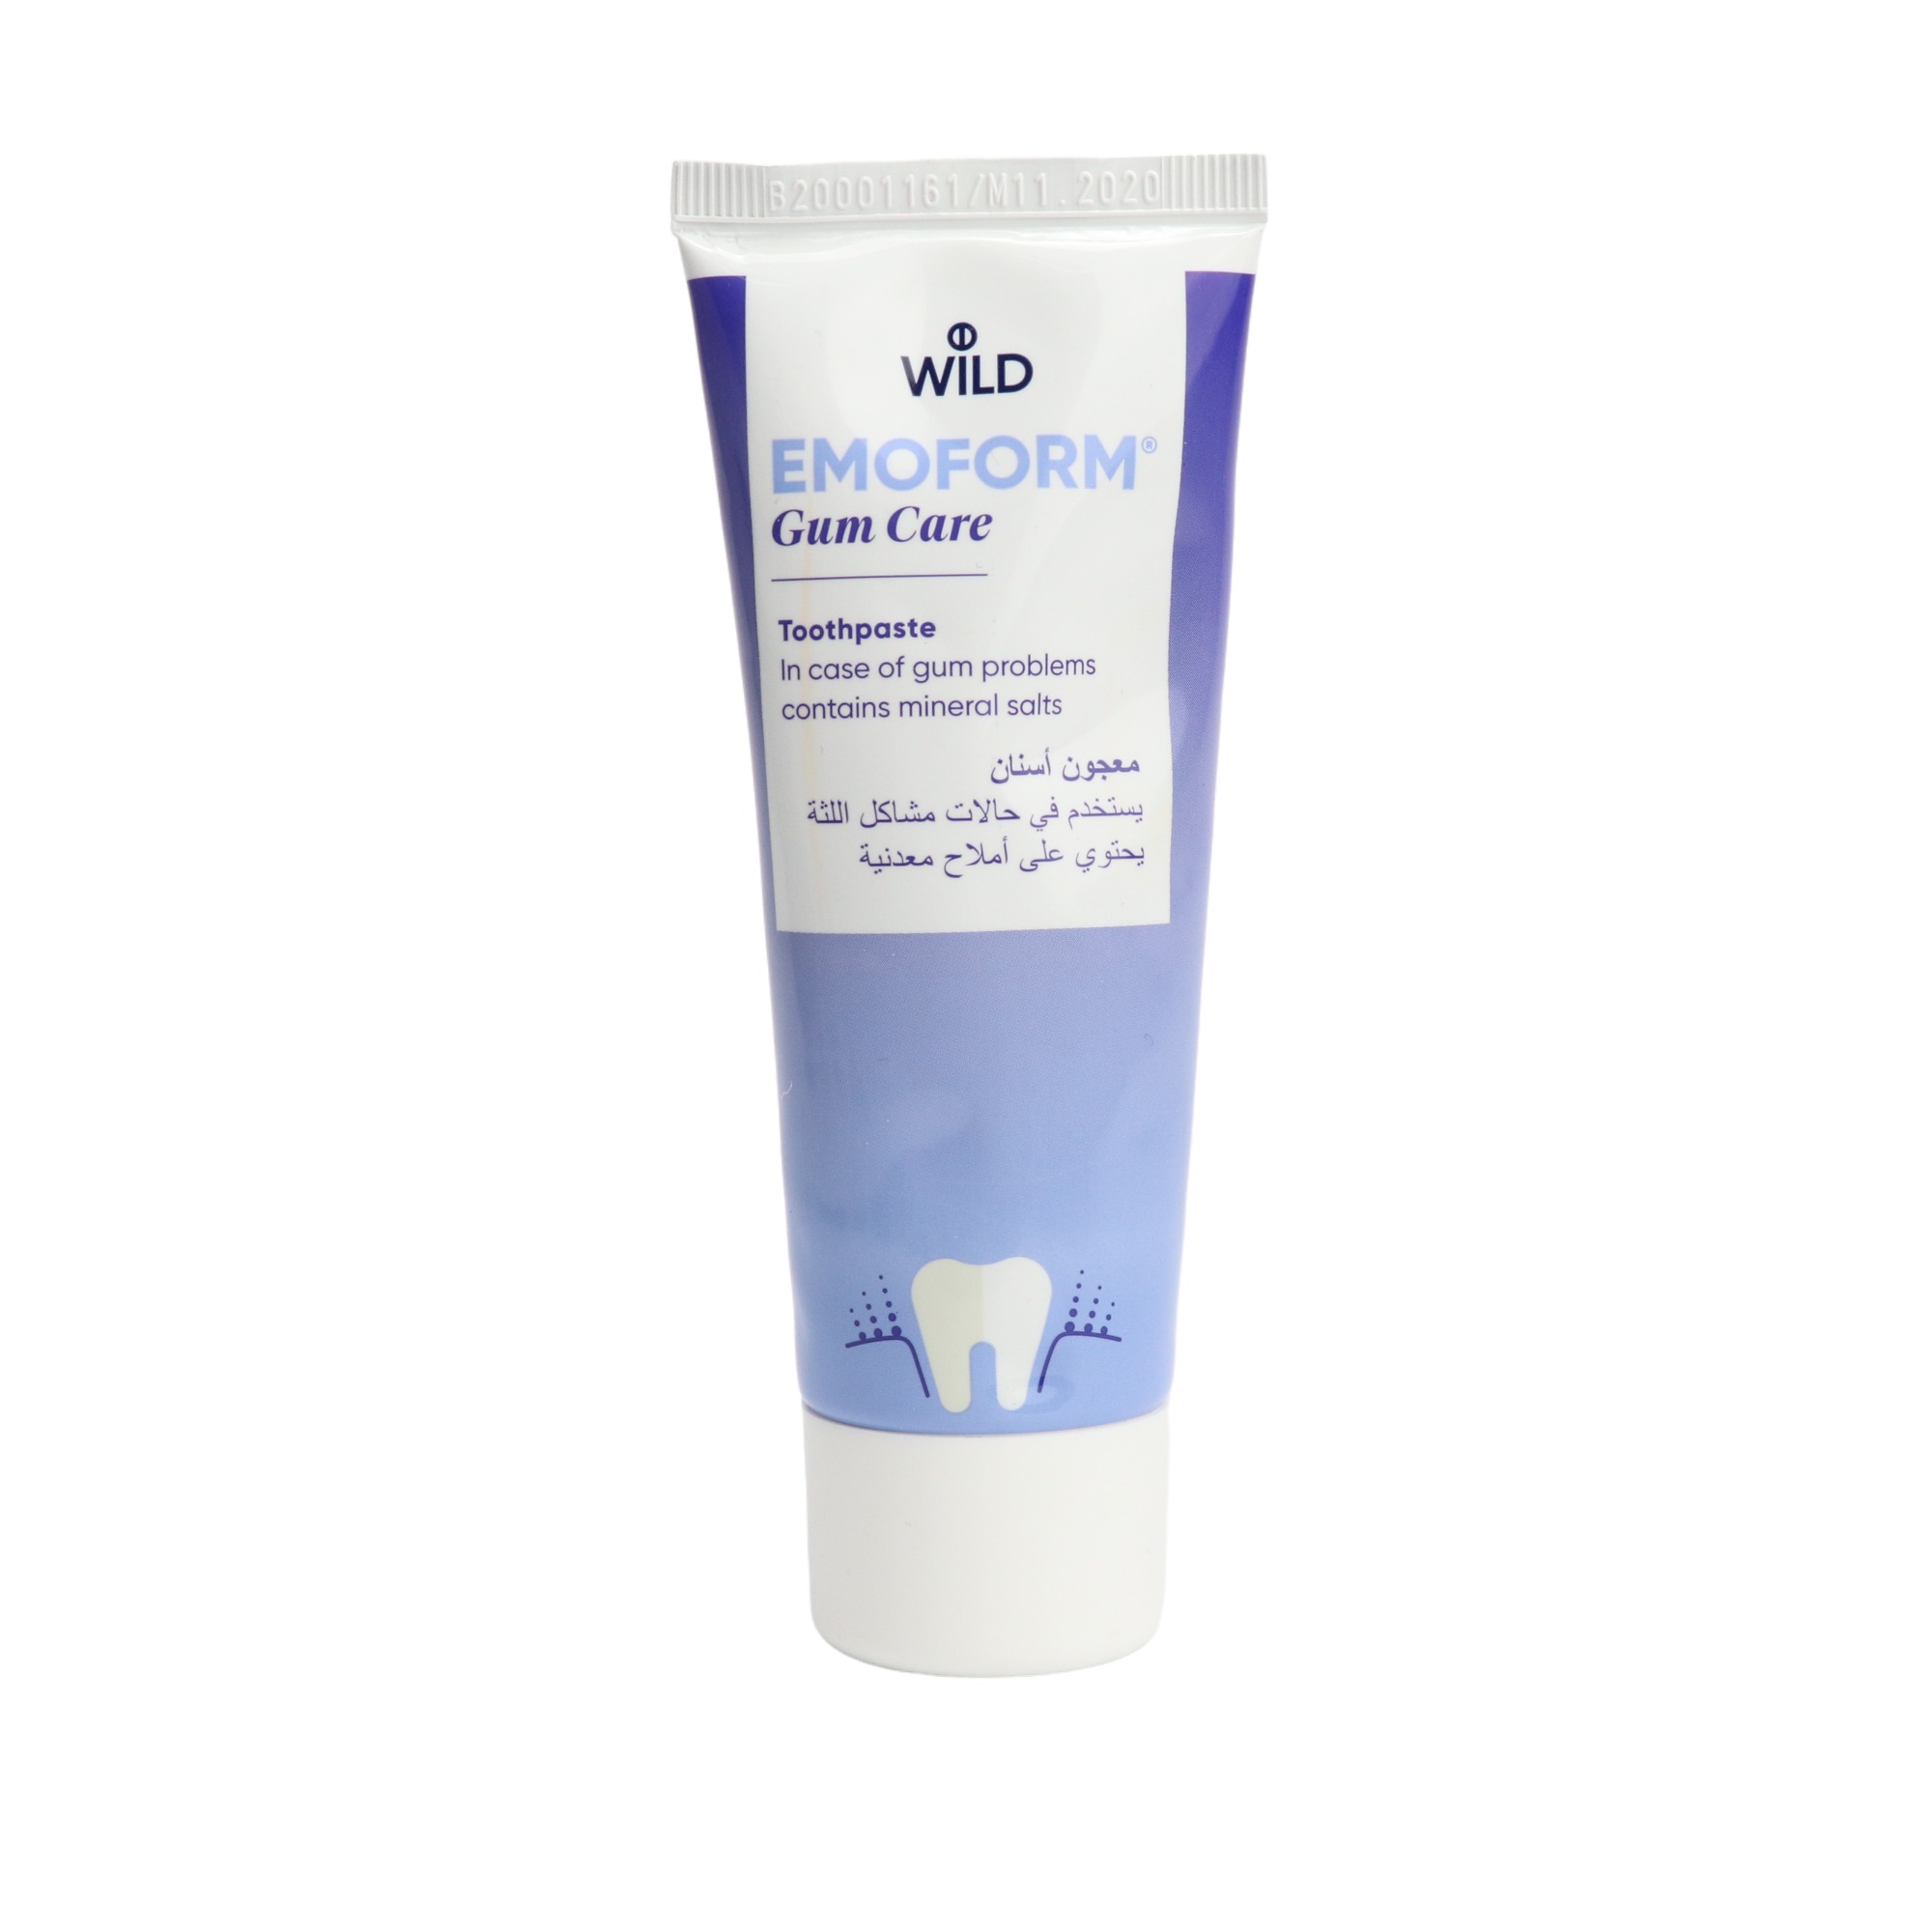 B20001161/M11.2020
WILD
EMOFORM®
Gum Care
Toothpaste
In case of gum problems
contains mineral salts
معجون أسنان
يستخدم في حالات مشاكل اللثة
يحتوي على أملاح معدنية